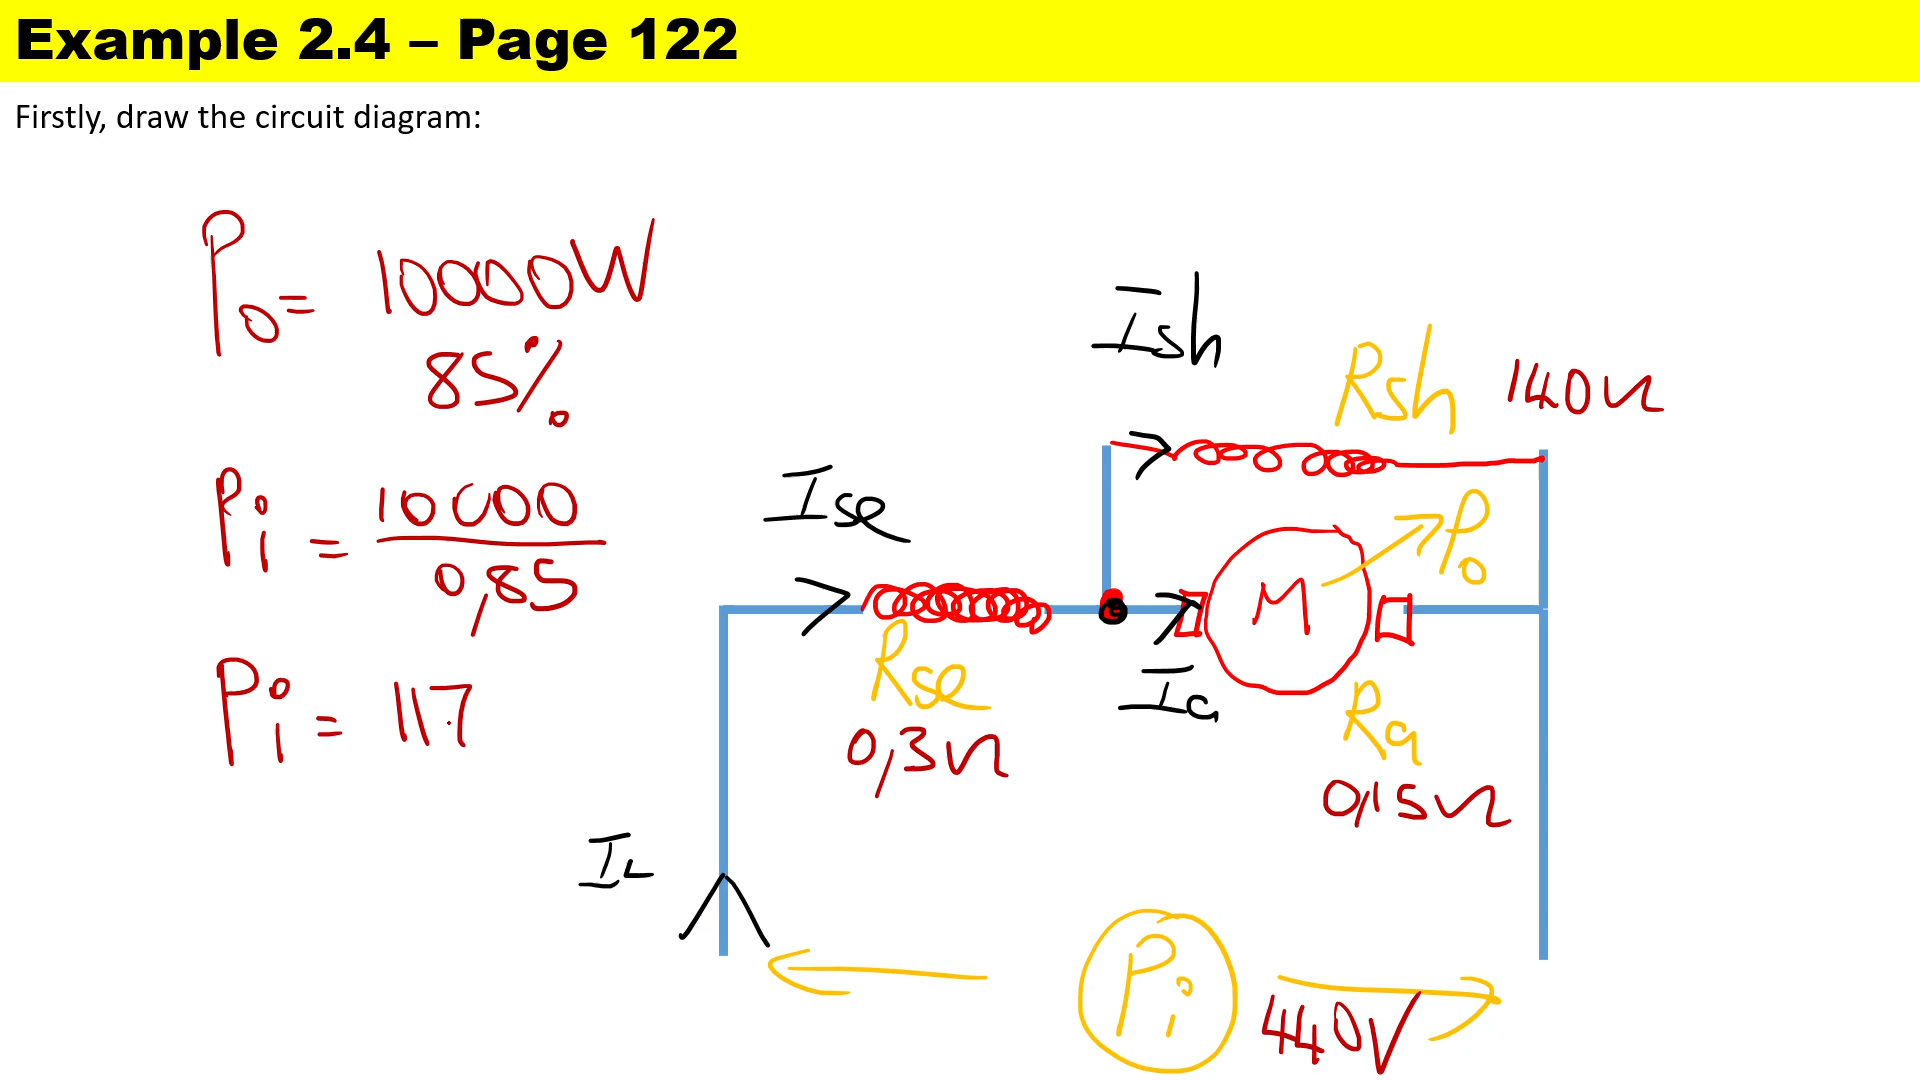 Example 2.4 – Page 122
Firstly, draw the circuit diagram:
Po = 10000W
85%
Pi = 10000
0,85
Pi = 117
Ish
Rsh 140Ω
Ise
Po
M
Rse
0,3Ω
Ia
Ra
0,15Ω
IL
Pi
440V